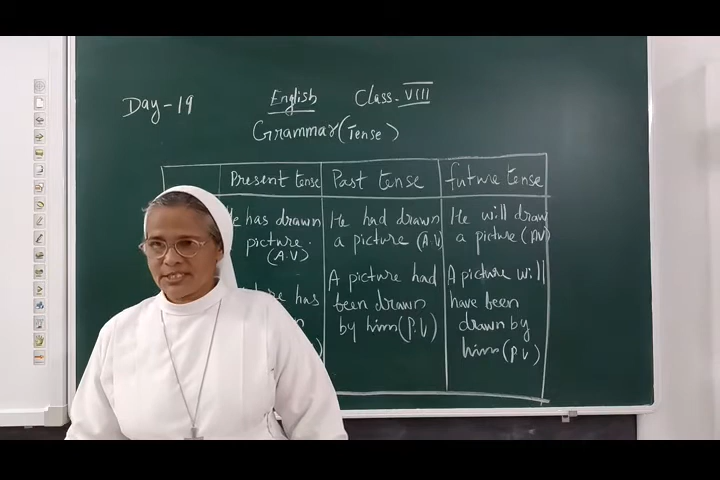 Day-19
English Class-VIII
Grammar(Tense)
Present tense
Past tense
future tense
He has drawn
picture.
(A.V)
He had drawn
a picture (A.V)
He will draw
a picture (A.V)
has
A picture had
been drawn
by him (P.V)
A picture will
have been
drawn by
him (P.V)